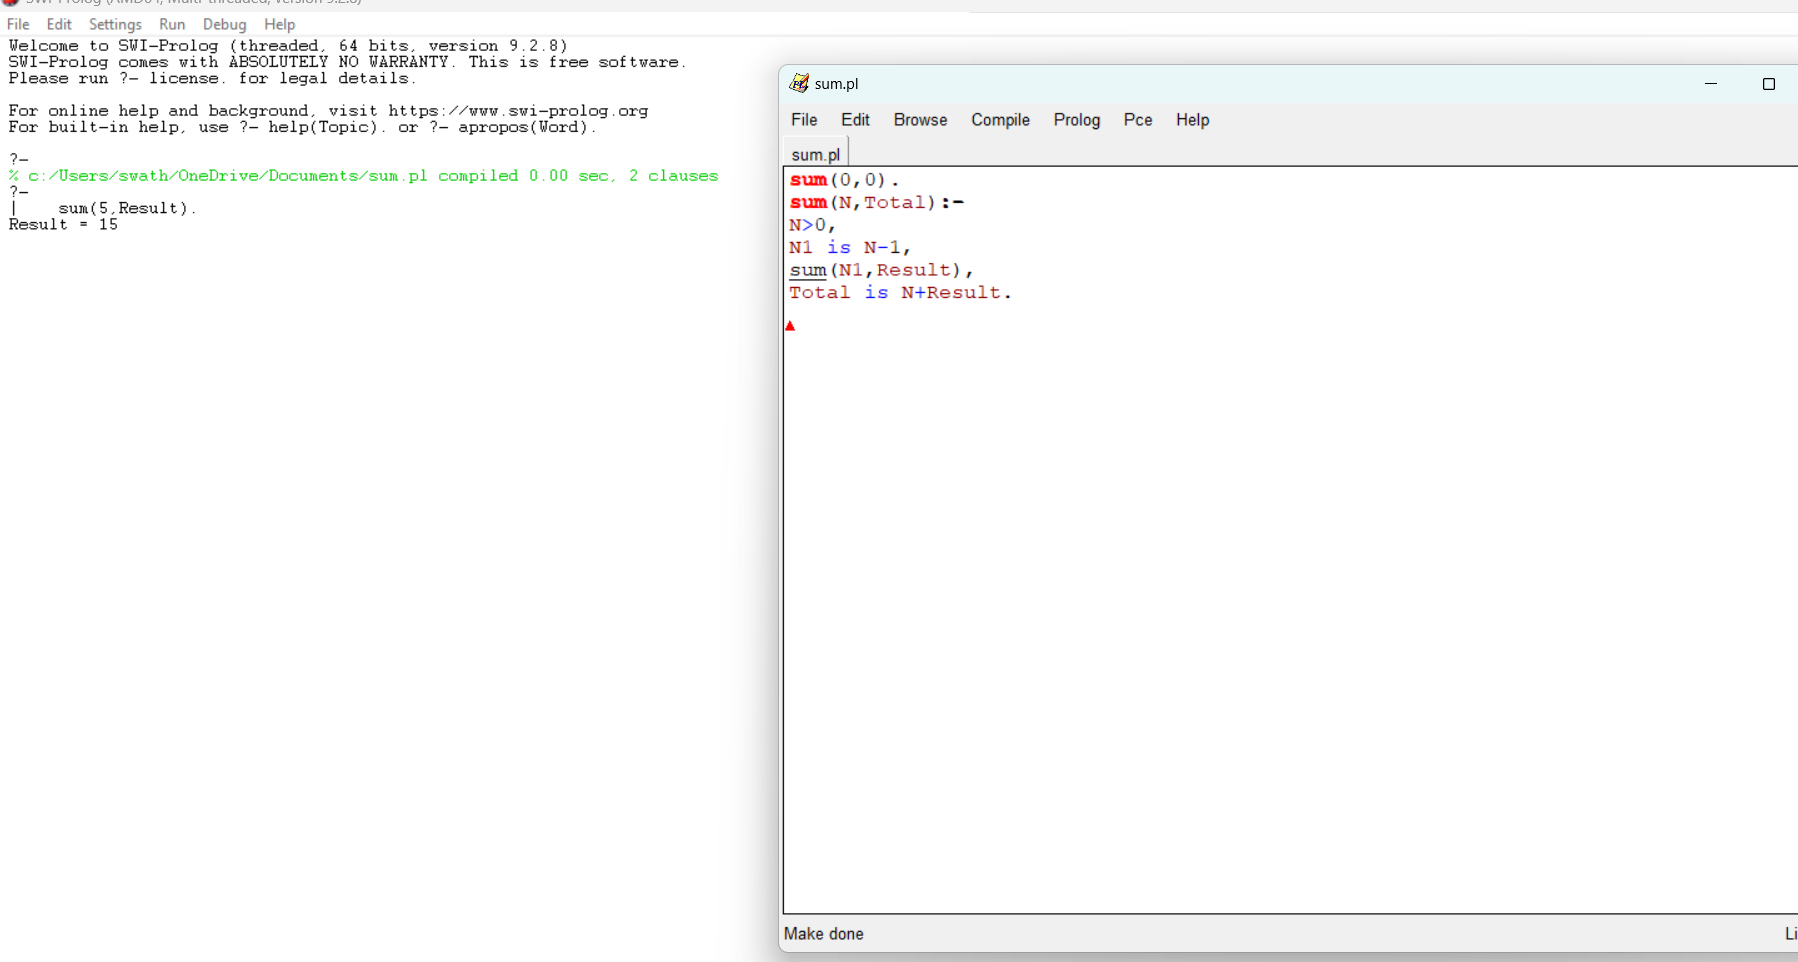 SWI-Prolog (AMD64, Multi-threaded, version 9.2.8)
File Edit Settings Run Debug Help
Welcome to SWI-Prolog (threaded, 64 bits, version 9.2.8)
SWI-Prolog comes with ABSOLUTELY NO WARRANTY. This is free software.
Please run ?- license. for legal details.
For online help and background, visit https://www.swi-prolog.org
For built-in help, use ?- help(Topic). or ?- apropos(Word).
?-
% c:/Users/swath/OneDrive/Documents/sum.pl compiled 0.00 sec, 2 clauses
?-
|    sum(5,Result).
Result = 15
sum.pl
File Edit Browse Compile Prolog Pce Help
sum.pl
sum(0,0).
sum(N,Total):-
N>0,
N1 is N-1,
sum(N1,Result),
Total is N+Result.
Make done